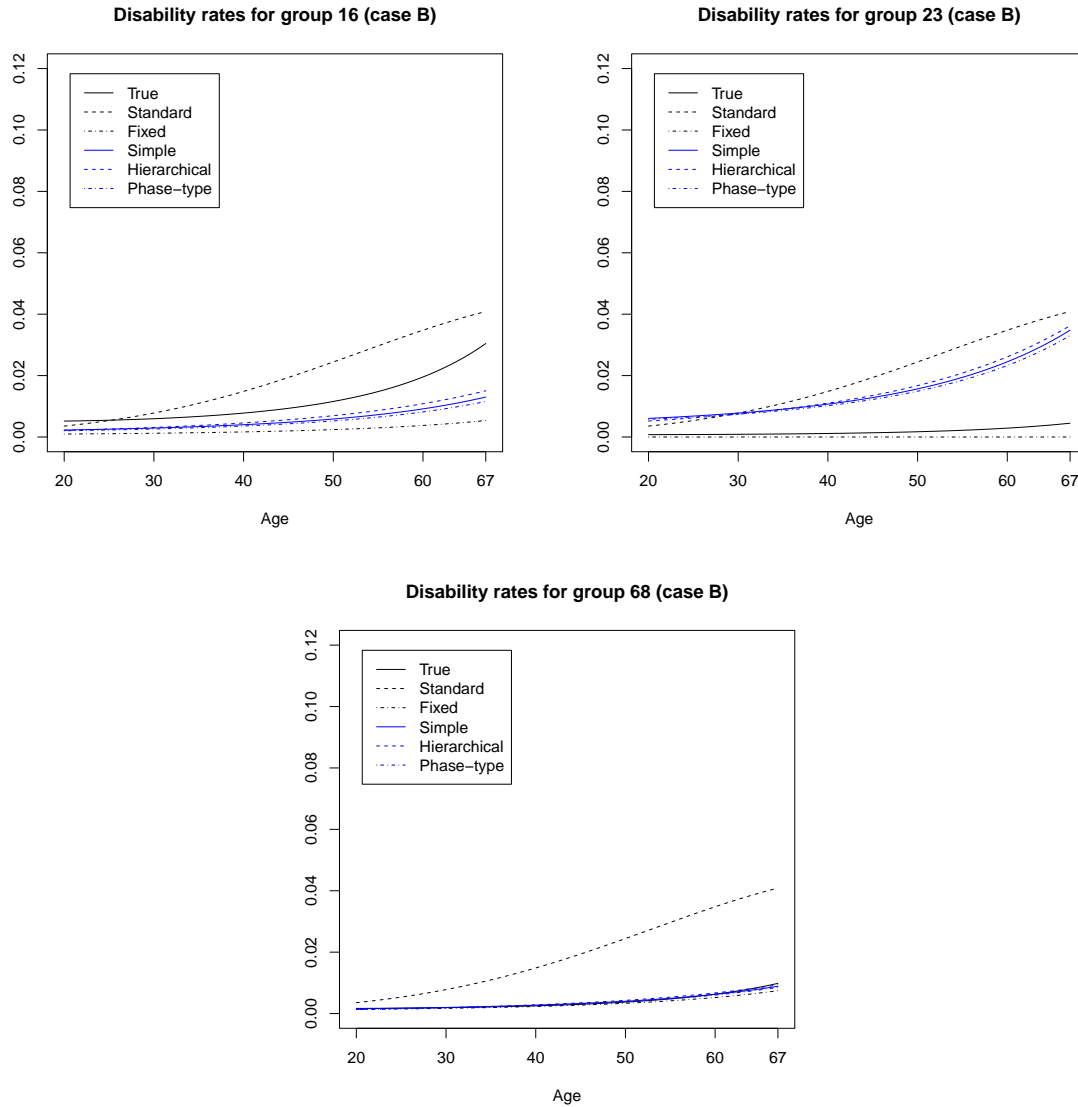 Disability rates for group 16 (case B)
0.12
0.10
0.08
0.06
0.04
0.02
0.00
True
Standard
Fixed
Simple
Hierarchical
Phase−type
20
30
40
50
60
67
Age
Disability rates for group 23 (case B)
0.12
0.10
0.08
0.06
0.04
0.02
0.00
True
Standard
Fixed
Simple
Hierarchical
Phase−type
20
30
40
50
60
67
Age
Disability rates for group 68 (case B)
0.12
0.10
0.08
0.06
0.04
0.02
0.00
True
Standard
Fixed
Simple
Hierarchical
Phase−type
20
30
40
50
60
67
Age